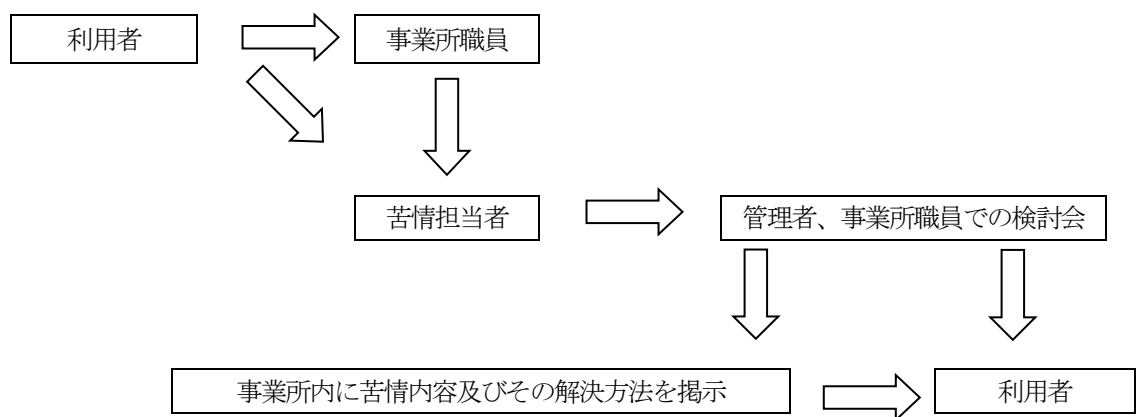 利用者
事業所職員
苦情担当者
管理者、事業所職員での検討会
事業所内に苦情内容及びその解決方法を掲示
利用者